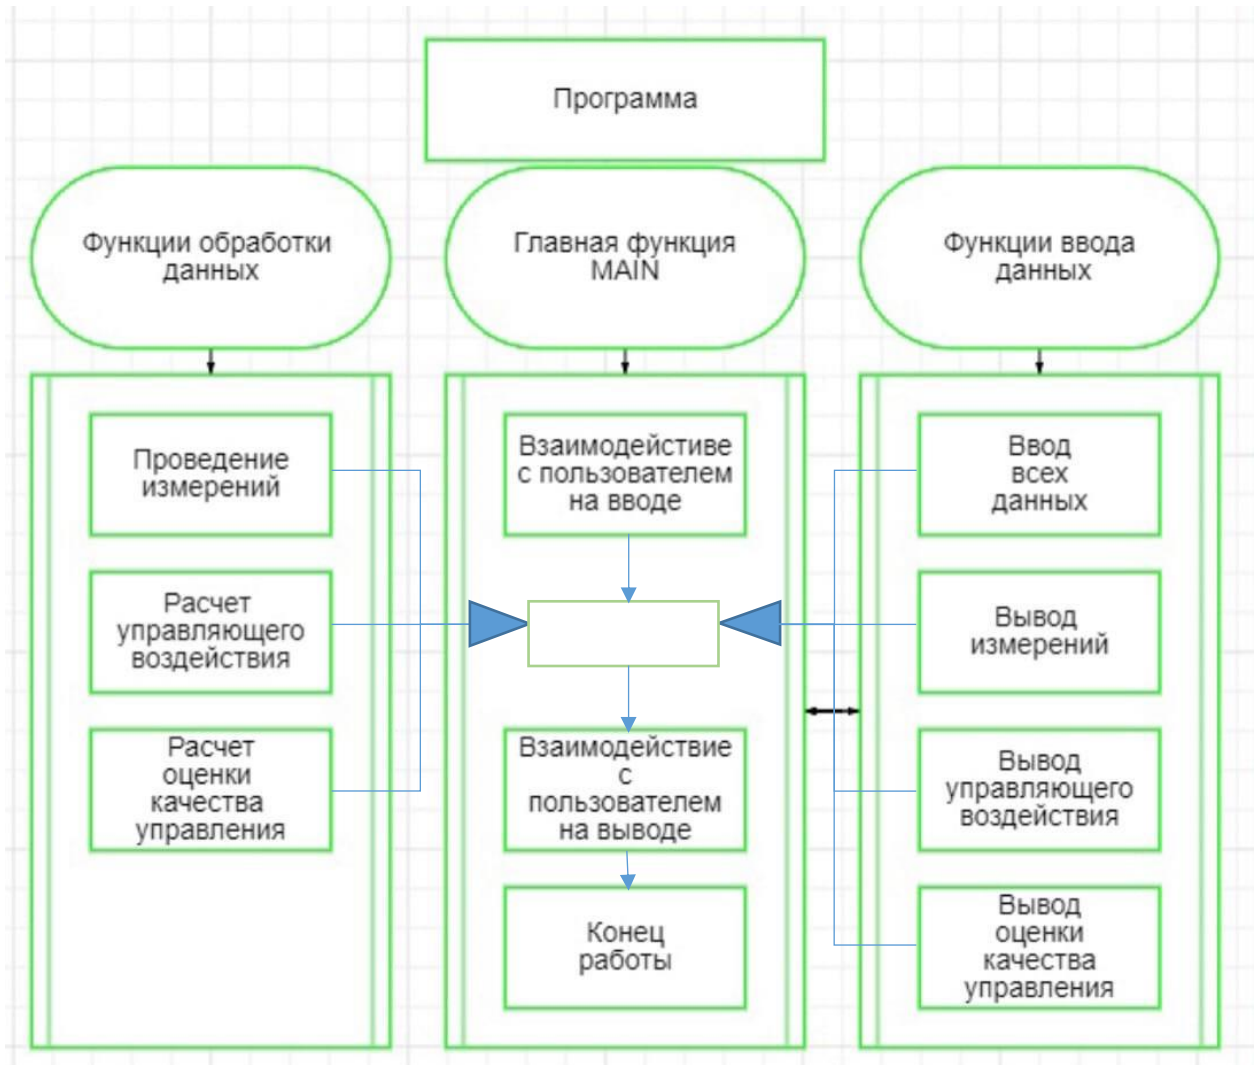 Программа
Функции обработки
данных
Главная функция
MAIN
Функции ввода
данных
Проведение
измерений
Расчет
управляющего
воздействия
Расчет
оценки
качества
управления
Взаимодейстиве
с пользователем
на вводе
Взаимодействие
с
пользователем
на выводе
Конец
работы
Ввод
всех
данных
Вывод
измерений
Вывод
управляющего
воздействия
Вывод
оценки
качества
управления